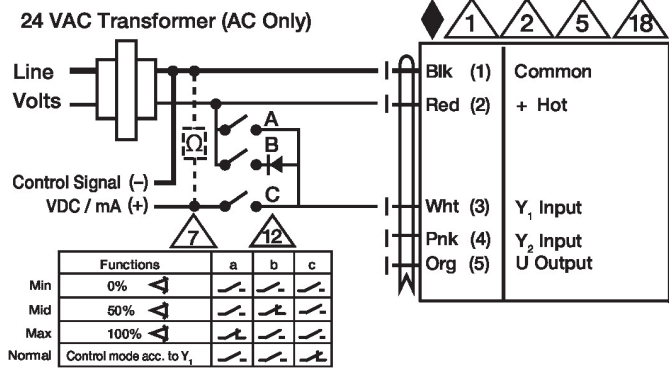 24 VAC Transformer (AC Only)
1 2 5 18
Line
Volts
Blk (1) Common
Red (2) + Hot
A
Ω
B
Control Signal (–)
VDC / mA (+)
C
Wht (3) Y1 Input
Pnk (4) Y2 Input
Org (5) U Output
7 12
Functions a b c
Min 0%
Mid 50%
Max 100%
Normal Control mode acc. to Y1